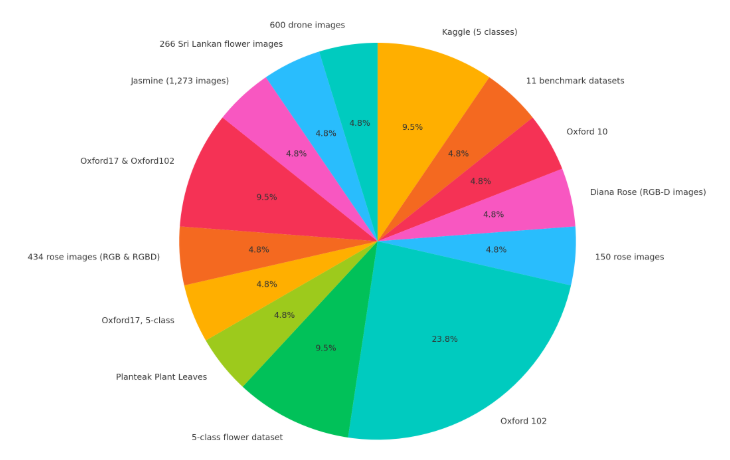 600 drone images
Kaggle (5 classes)
266 Sri Lankan flower images
Jasmine (1,273 images)
11 benchmark datasets
4.8%
9.5%
4.8%
Oxford 10
4.8%
4.8%
Oxford17 & Oxford102
4.8%
Diana Rose (RGB-D images)
9.5%
4.8%
434 rose images (RGB & RGBD)
4.8%
4.8%
150 rose images
4.8%
Oxford17, 5-class
4.8%
23.8%
9.5%
Planteak Plant Leaves
Oxford 102
5-class flower dataset